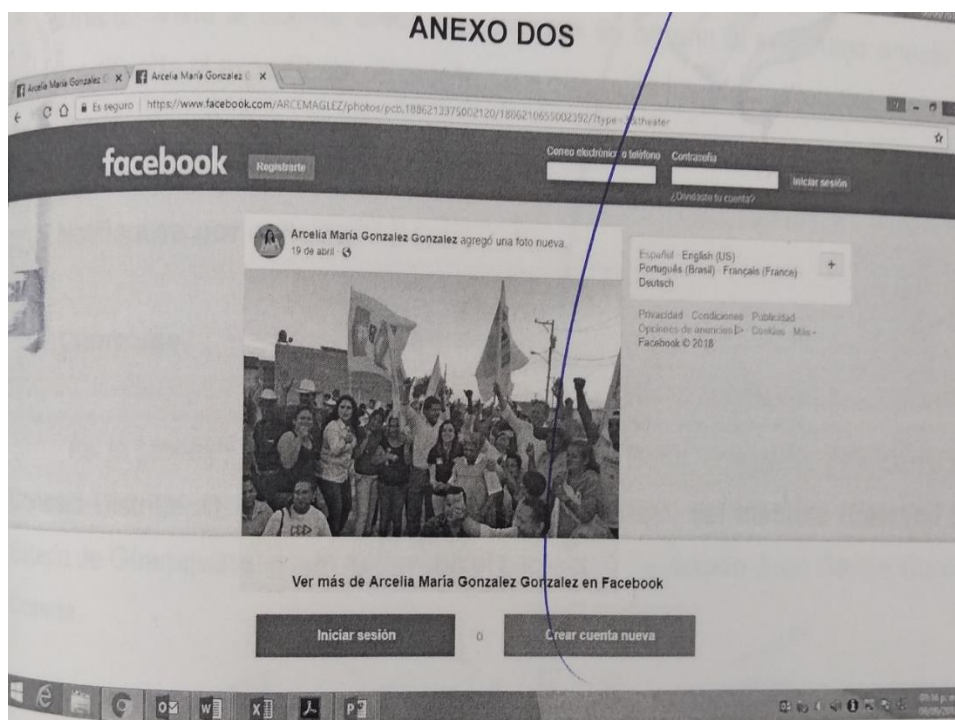 ANEXO DOS
Arcelia Maria Gonzalez G
Arcelia María Gonzalez G
Es seguro
https://www.facebook.com/ARCEMAGLEZ/photos/pcb.1886213375002120/1886210655002392/?type=3&theater
facebook
Registrarte
Correo electrónico o teléfono
Contraseña
Iniciar sesión
¿Olvidaste tu cuenta?
Arcelia María Gonzalez Gonzalez agregó una foto nueva.
19 de abril
Español · English (US)
Português (Brasil) · Français (France)
Deutsch
Privacidad · Condiciones · Publicidad
Opciones de anuncios · Cookies · Más
Facebook © 2018
Ver más de Arcelia María Gonzalez Gonzalez en Facebook
Iniciar sesión
o
Crear cuenta nueva